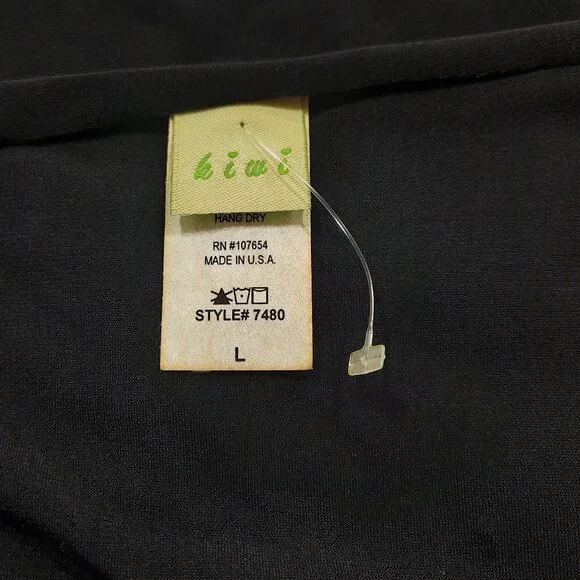 kiwi
HANG DRY
RN #107654
MADE IN U.S.A.
STYLE# 7480
L